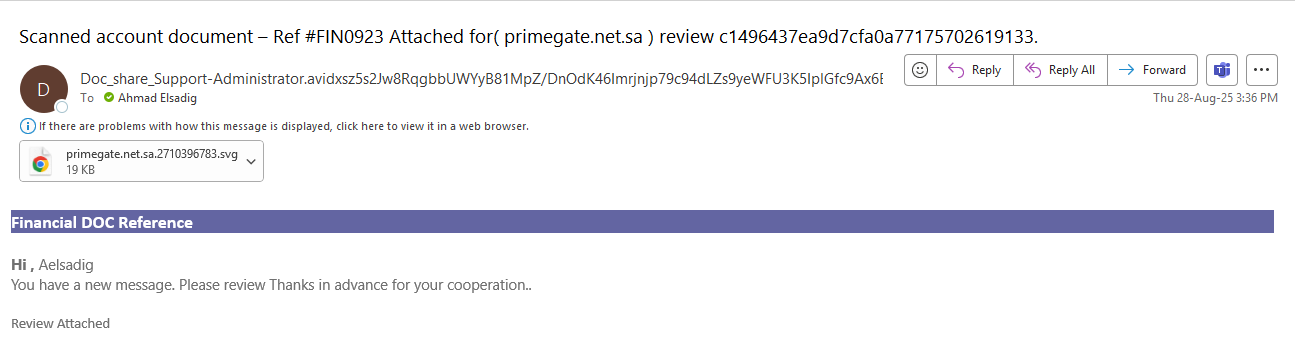 Scanned account document – Ref #FIN0923 Attached for( primegate.net.sa ) review c1496437ea9d7cfa0a77175702619133.
D
Doc_share_Support-Administrator.avidxsz5s2Jw8RqgbbUWYyB81MpZ/DnOdK46Imrjnjp79c94dLZs9yeWFU3K5IplGfc9Ax6E
Reply
Reply All
Forward
To Ahmad Elsadig
Thu 28-Aug-25 3:36 PM
If there are problems with how this message is displayed, click here to view it in a web browser.
primegate.net.sa.2710396783.svg
19 KB
Financial DOC Reference
Hi , Aelsadig
You have a new message. Please review Thanks in advance for your cooperation..
Review Attached